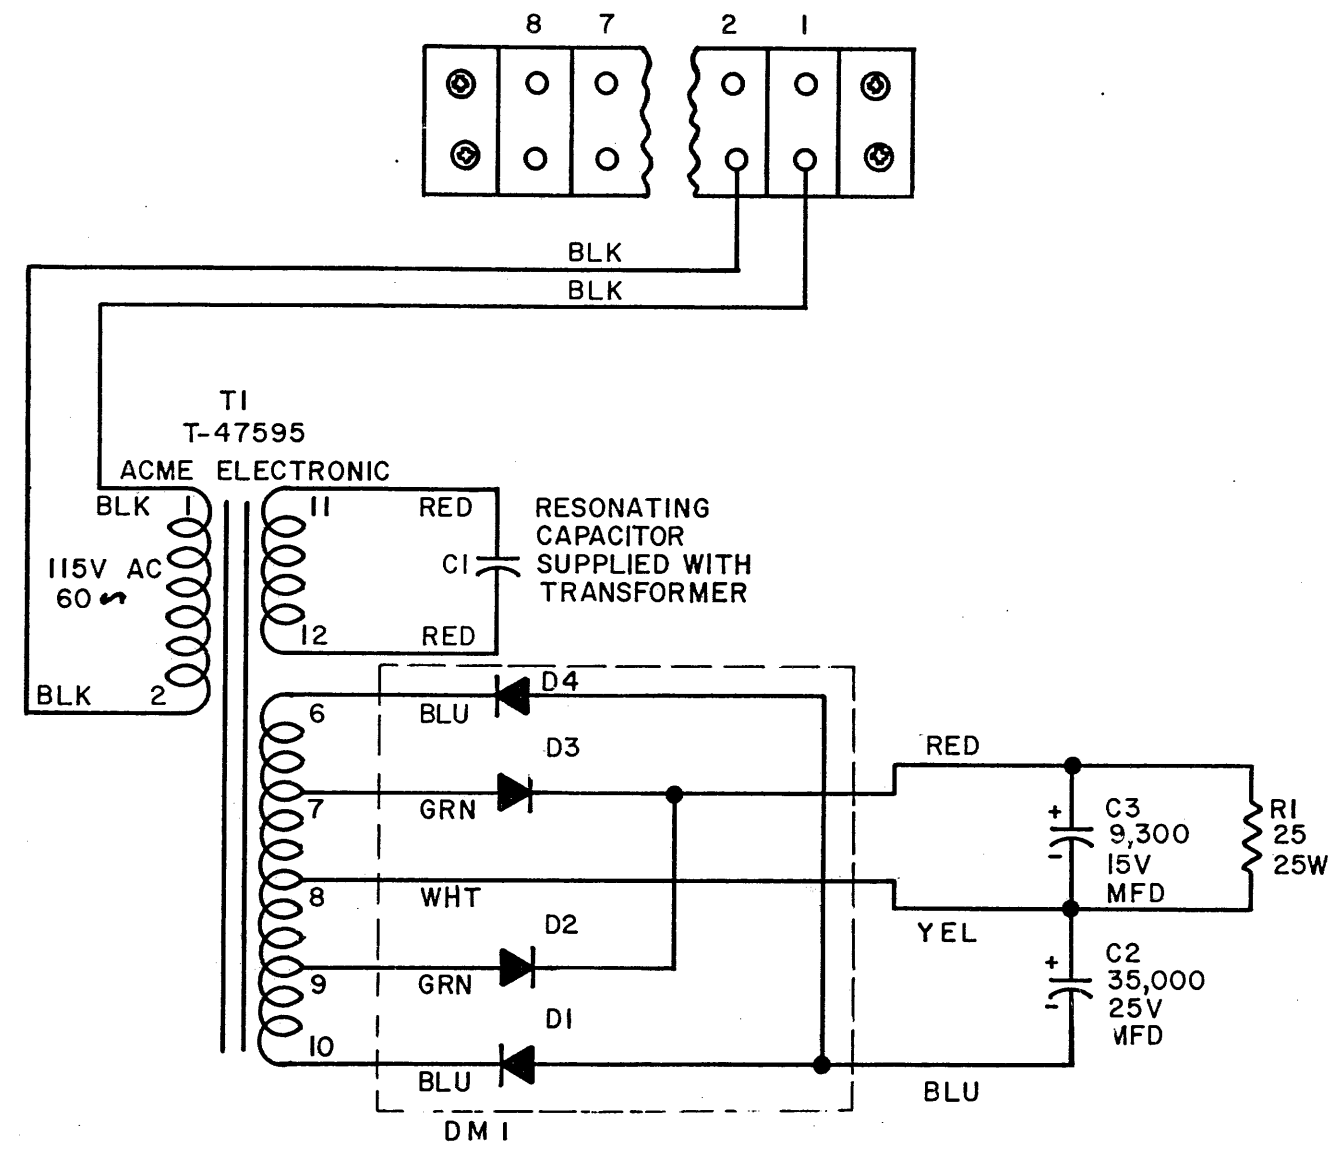 8 7 2 1
BLK
BLK
T1
T-47595
ACME ELECTRONIC
BLK 1
115V AC
60~
BLK 2
11 RED
C1
12 RED
RESONATING
CAPACITOR
SUPPLIED WITH
TRANSFORMER
D4
6 BLU
D3
7 GRN
8 WHT
D2
9 GRN
D1
10 BLU
DM1
RED
YEL
BLU
+
-
C3
9,300
15V
MFD
R1
25
25W
+
-
C2
35,000
25V
MFD